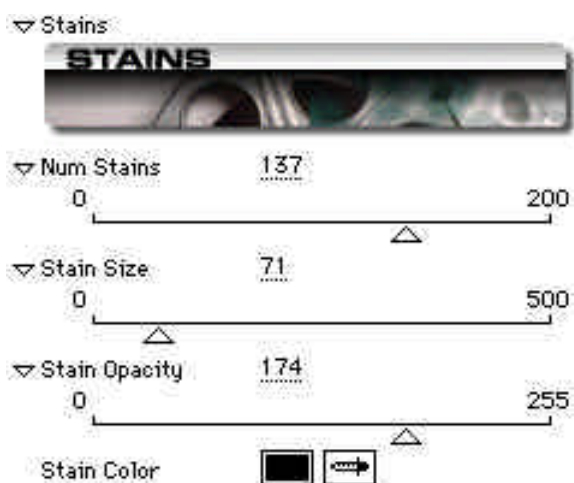 Stains
STAINS
Num Stains 137
0 200
Stain Size 71
0 500
Stain Opacity 174
0 255
Stain Color